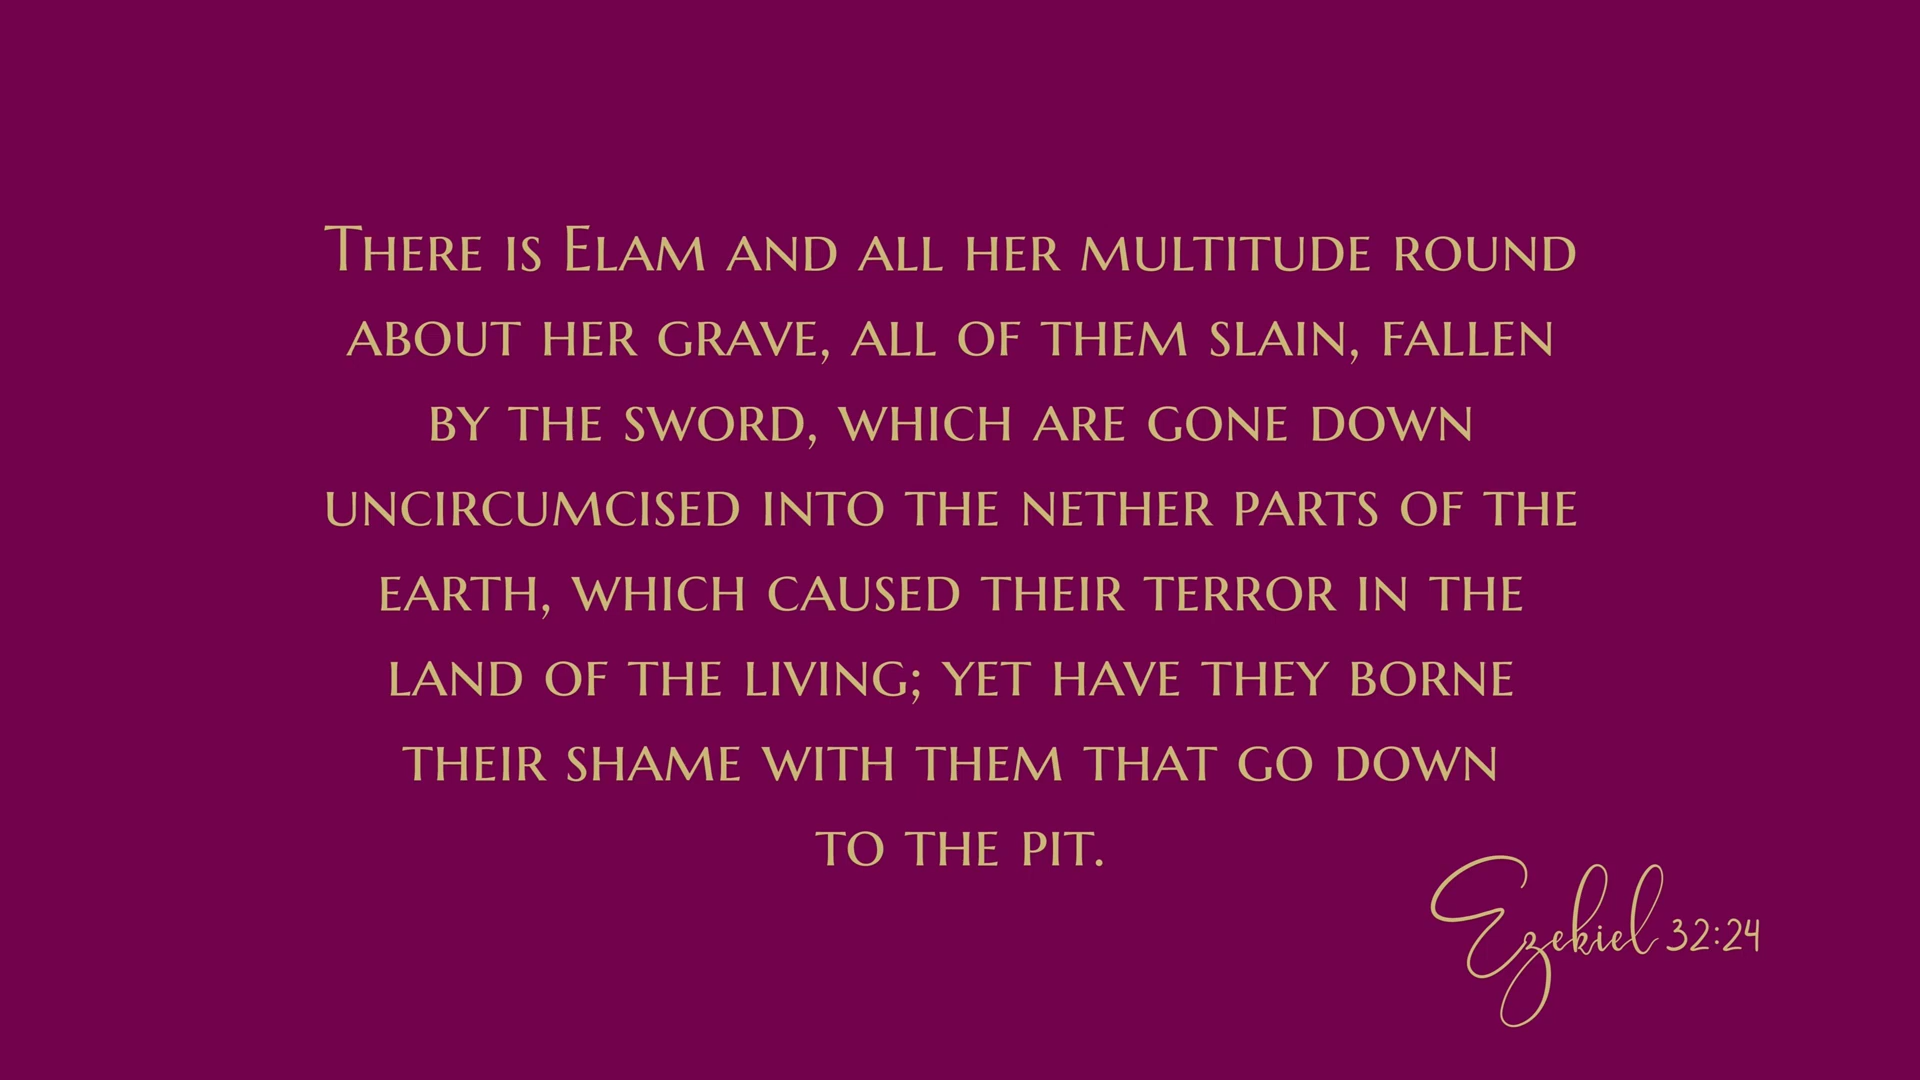 There is Elam and all her multitude round
about her grave, all of them slain, fallen
by the sword, which are gone down
uncircumcised into the nether parts of the
earth, which caused their terror in the
land of the living; yet have they borne
their shame with them that go down
to the pit.
Ezekiel 32:24